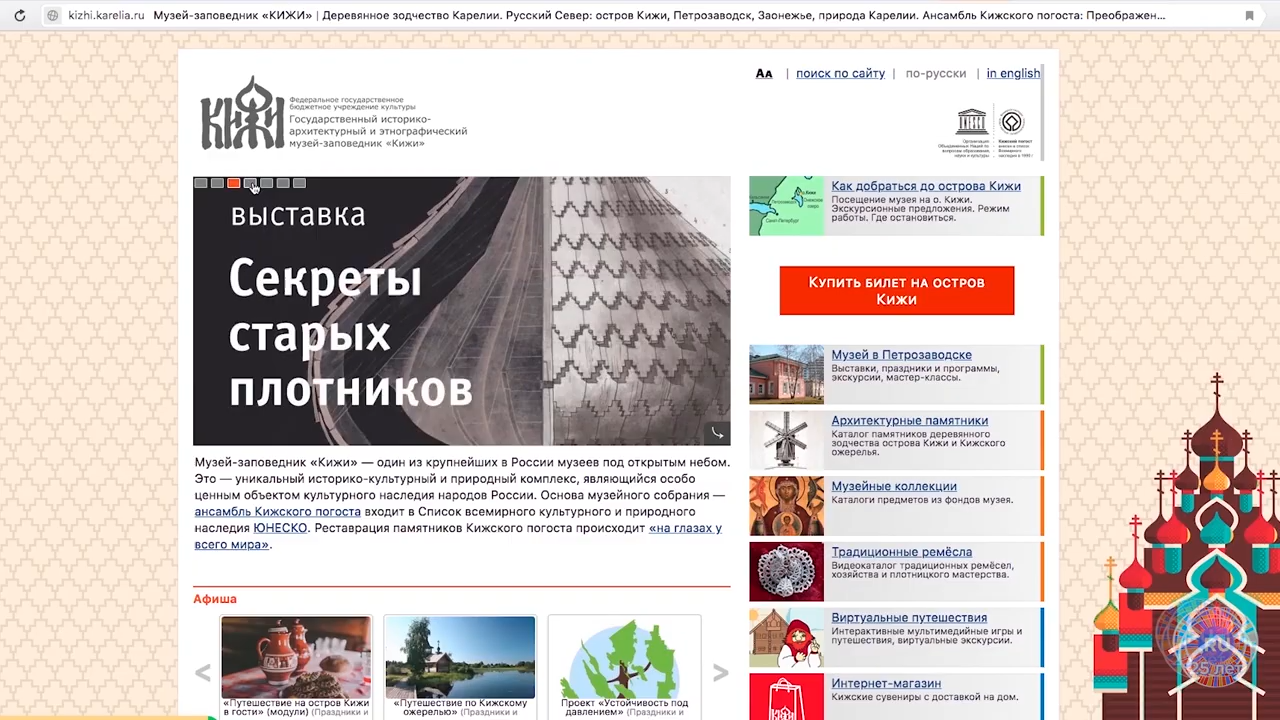 kizhi.karelia.ru Музей-заповедник «КИЖИ» | Деревянное зодчество Карелии. Русский Север: остров Кижи, Петрозаводск, Заонежье, природа Карелии. Ансамбль Кижского погоста: Преображен...
Aa | поиск по сайту | по-русски | in english
КИЖИ
Федеральное государственное
бюджетное учреждение культуры
Государственный историко-
архитектурный и этнографический
музей-заповедник «Кижи»
UNESCO
выставка
Секреты
старых
плотников
Музей-заповедник «Кижи» — один из крупнейших в России музеев под открытым небом.
Это — уникальный историко-культурный и природный комплекс, являющийся особо
ценным объектом культурного наследия народов России. Основа музейного собрания —
ансамбль Кижского погоста входит в Список всемирного культурного и природного
наследия ЮНЕСКО. Реставрация памятников Кижского погоста происходит «на глазах у
всего мира».
Афиша
«Путешествие на остров Кижи
в гости» (модули) (Праздники и
«Путешествие по Кижскому
ожерелью» (Праздники и
Проект «Устойчивость под
давлением» (Праздники и
Как добраться до острова Кижи
Посещение музея на о. Кижи.
Экскурсионные предложения. Режим
работы. Где остановиться.
Купить билет на остров
Кижи
Музей в Петрозаводске
Выставки, праздники и программы,
экскурсии, мастер-классы.
Архитектурные памятники
Каталог памятников деревянного
зодчества острова Кижи и Кижского
ожерелья.
Музейные коллекции
Каталоги предметов из фондов музея.
Традиционные ремёсла
Видеокаталог традиционных ремёсел,
хозяйства и плотницкого мастерства.
Виртуальные путешествия
Интерактивные мультимедийные игры и
путешествия, виртуальные экскурсии.
Интернет-магазин
Кижские сувениры с доставкой на дом.
RU
25 лет